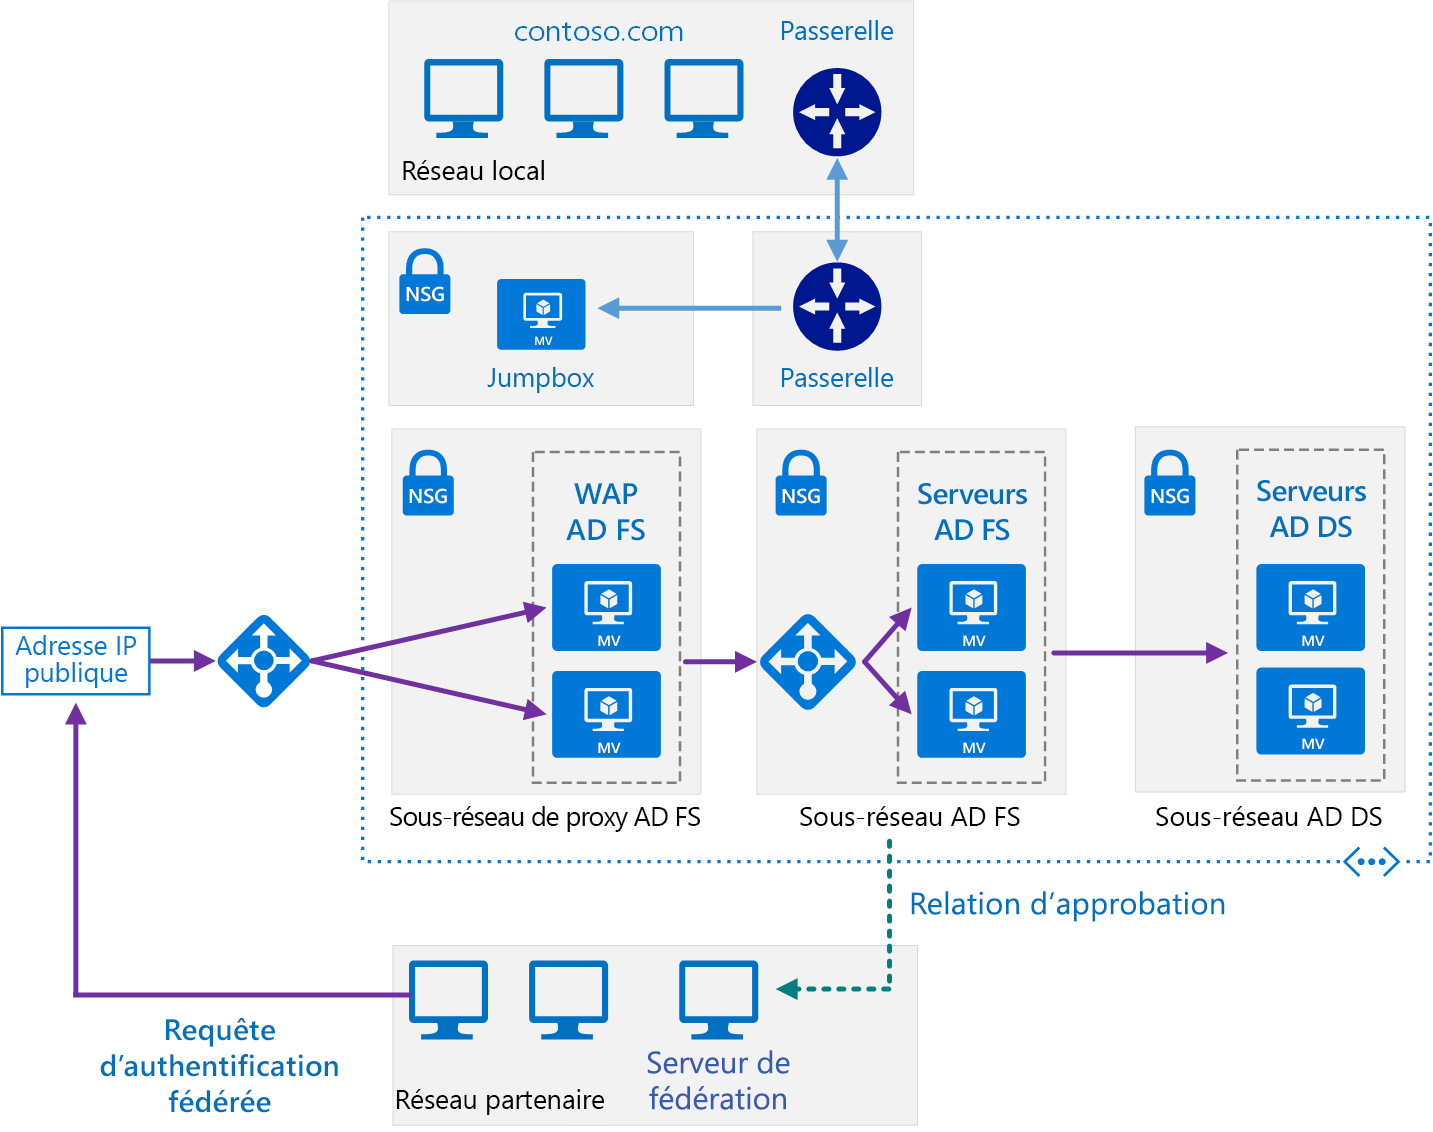 contoso.com
Passerelle
Réseau local
NSG
MV
Jumpbox
Passerelle
NSG
WAP
AD FS
MV
MV
Sous-réseau de proxy AD FS
NSG
Serveurs
AD FS
MV
MV
Sous-réseau AD FS
NSG
Serveurs
AD DS
MV
MV
Sous-réseau AD DS
Adresse IP
publique
Relation d’approbation
Requête
d’authentification
fédérée
Serveur de
fédération
Réseau partenaire